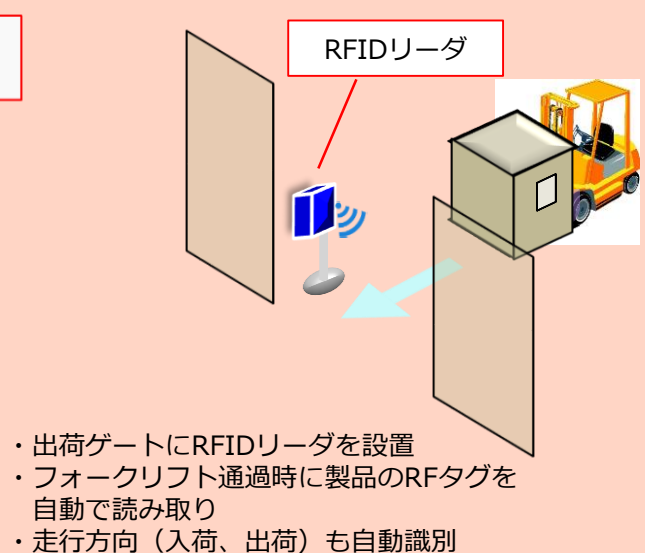 RFIDリーダ
・出荷ゲートにRFIDリーダを設置
・フォークリフト通過時に製品のRFタグを
自動で読み取り
・走行方向（入荷、出荷）も自動識別